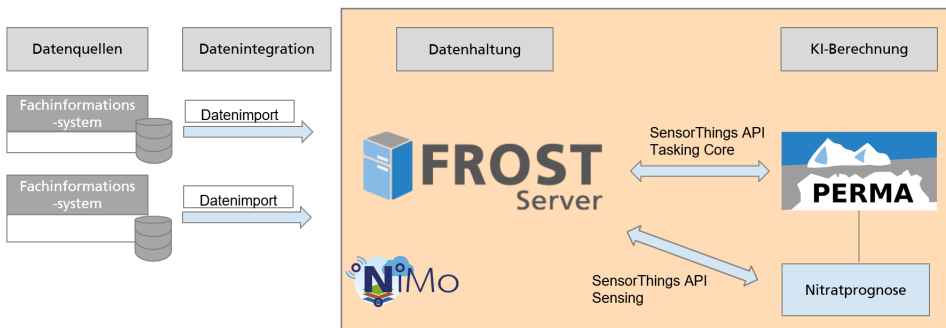 Datenquellen
Datenintegration
Datenhaltung
KI-Berechnung
Fachinformations
-system
Datenimport
SensorThings API
Tasking Core
FROST
Server
PERMA
Fachinformations
-system
Datenimport
NiMo
SensorThings API
Sensing
Nitratprognose